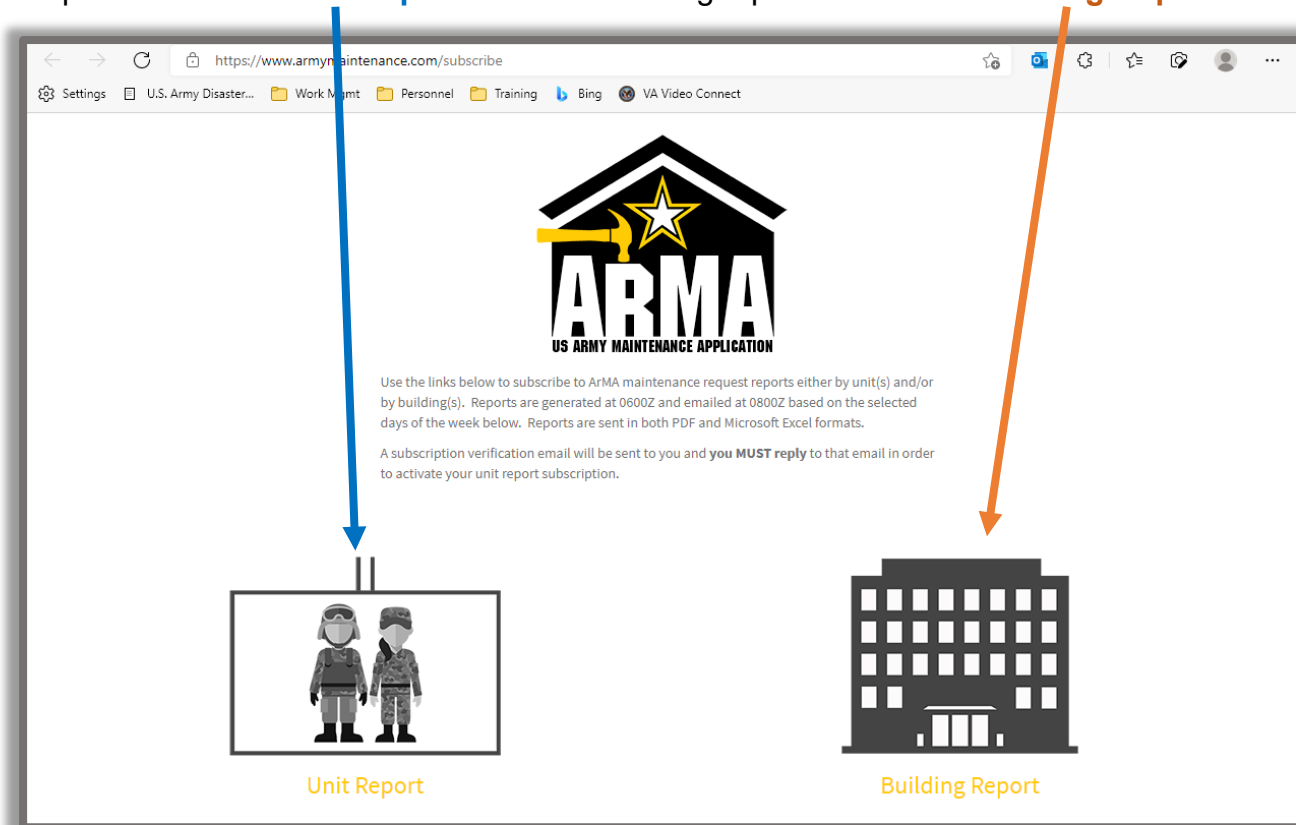 https://www.armymaintenance.com/subscribe
Settings U.S. Army Disaster... Work Mgmt Personnel Training Bing VA Video Connect
ARMA
US ARMY MAINTENANCE APPLICATION
Use the links below to subscribe to ArMA maintenance request reports either by unit(s) and/or
by building(s). Reports are generated at 0600Z and emailed at 0800Z based on the selected
days of the week below. Reports are sent in both PDF and Microsoft Excel formats.
A subscription verification email will be sent to you and you MUST reply to that email in order
to activate your unit report subscription.
Unit Report
Building Report